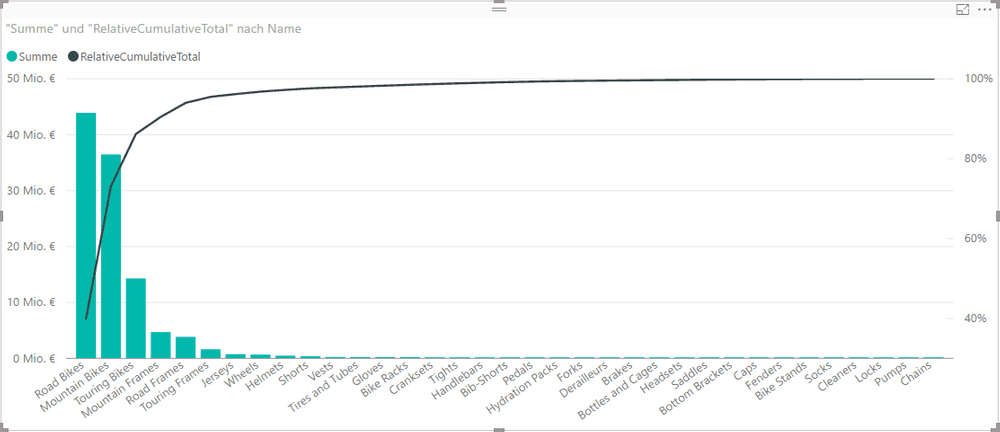 "Summe" und "RelativeCumulativeTotal" nach Name
Summe RelativeCumulativeTotal
50 Mio. €
40 Mio. €
30 Mio. €
20 Mio. €
10 Mio. €
0 Mio. €
100%
80%
60%
40%
Road Bikes
Mountain Bikes
Touring Bikes
Mountain Frames
Road Frames
Touring Frames
Jerseys
Wheels
Helmets
Shorts
Vests
Tires and Tubes
Gloves
Bike Racks
Cranksets
Tights
Handlebars
Bib-Shorts
Pedals
Hydration Packs
Forks
Derailleurs
Brakes
Bottles and Cages
Headsets
Saddles
Bottom Brackets
Caps
Fenders
Bike Stands
Socks
Cleaners
Locks
Pumps
Chains